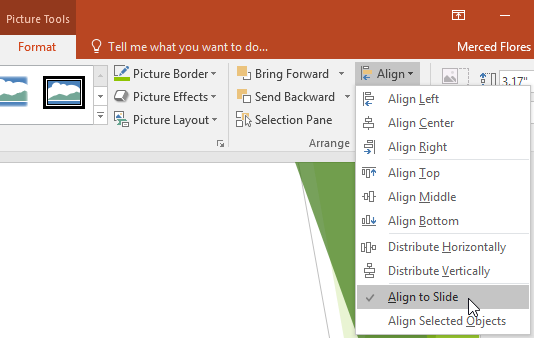 Picture Tools
Format
Tell me what you want to do...
Merced Flores
Picture Border
Picture Effects
Picture Layout
Bring Forward
Send Backward
Selection Pane
Arrange
Align
3.17"
Align Left
Align Center
Align Right
Align Top
Align Middle
Align Bottom
Distribute Horizontally
Distribute Vertically
Align to Slide
Align Selected Objects